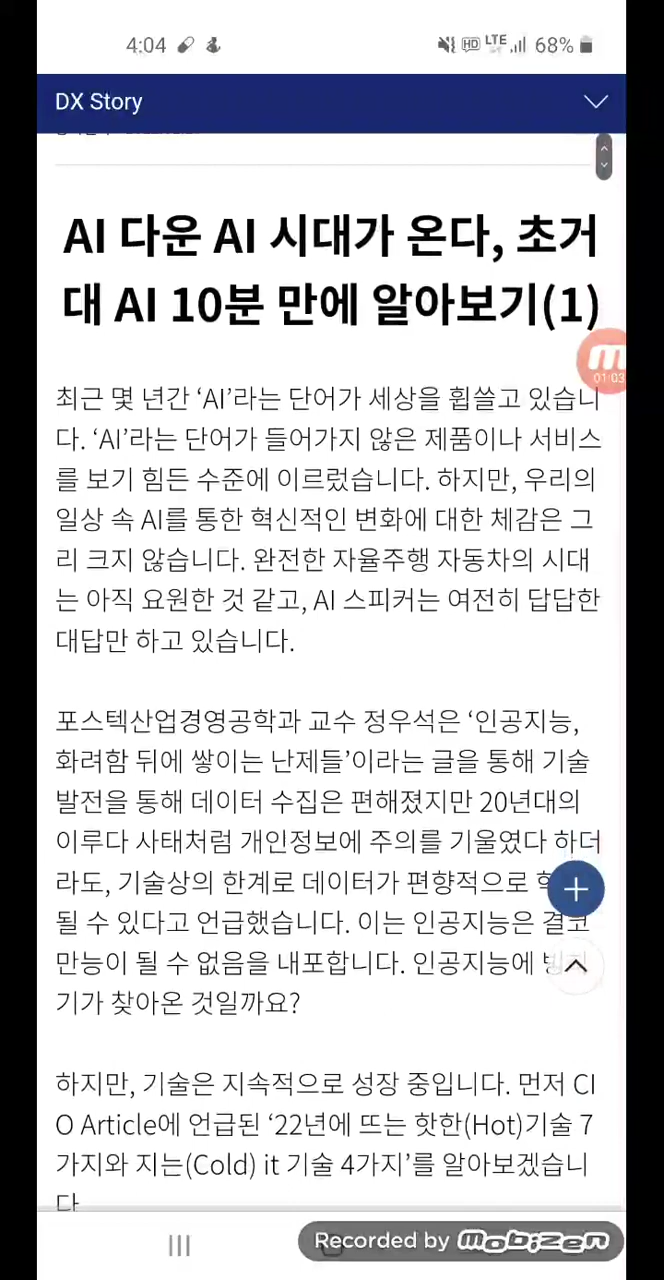 4:04
HD LTE 68%
DX Story
AI 다운 AI 시대가 온다, 초거
대 AI 10분 만에 알아보기(1)
01:03
최근 몇 년간 ‘AI’라는 단어가 세상을 휩쓸고 있습니
다. ‘AI’라는 단어가 들어가지 않은 제품이나 서비스
를 보기 힘든 수준에 이르렀습니다. 하지만, 우리의
일상 속 AI를 통한 혁신적인 변화에 대한 체감은 그
리 크지 않습니다. 완전한 자율주행 자동차의 시대
는 아직 요원한 것 같고, AI 스피커는 여전히 답답한
대답만 하고 있습니다.
포스텍산업경영공학과 교수 정우석은 ‘인공지능,
화려함 뒤에 쌓이는 난제들’이라는 글을 통해 기술
발전을 통해 데이터 수집은 편해졌지만 20년대의
이루다 사태처럼 개인정보에 주의를 기울였다 하더
라도, 기술상의 한계로 데이터가 편향적으로
될 수 있다고 언급했습니다. 이는 인공지능은 결코
만능이 될 수 없음을 내포합니다. 인공지능에
기가 찾아온 것일까요?
하지만, 기술은 지속적으로 성장 중입니다. 먼저 CI
O Article에 언급된 ‘22년에 뜨는 핫한(Hot)기술 7
가지와 지는(Cold) it 기술 4가지’를 알아보겠습니
다
Recorded by mobizen